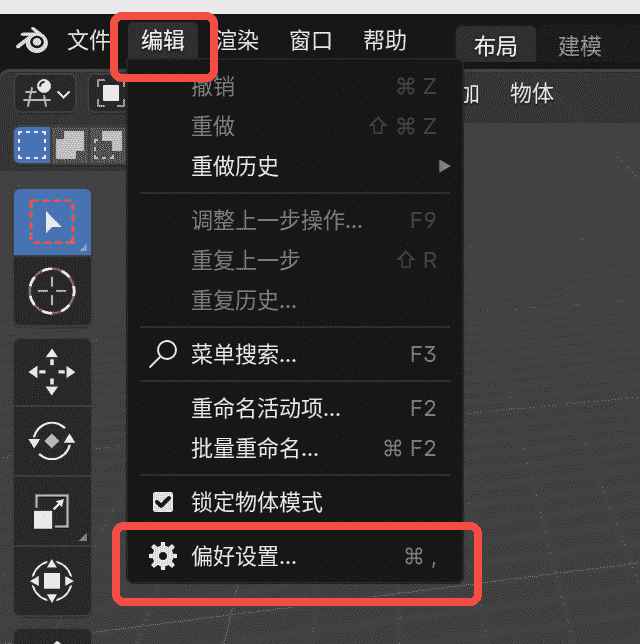 文件 编辑 渲染 窗口 帮助 布局 建模
加 物体
撤销 ⌘ Z
重做 ⇧ ⌘ Z
重做历史
调整上一步操作... F9
重复上一步 ⇧ R
重复历史...
菜单搜索... F3
重命名活动项... F2
批量重命名... ⌘ F2
锁定物体模式
偏好设置... ⌘ ,